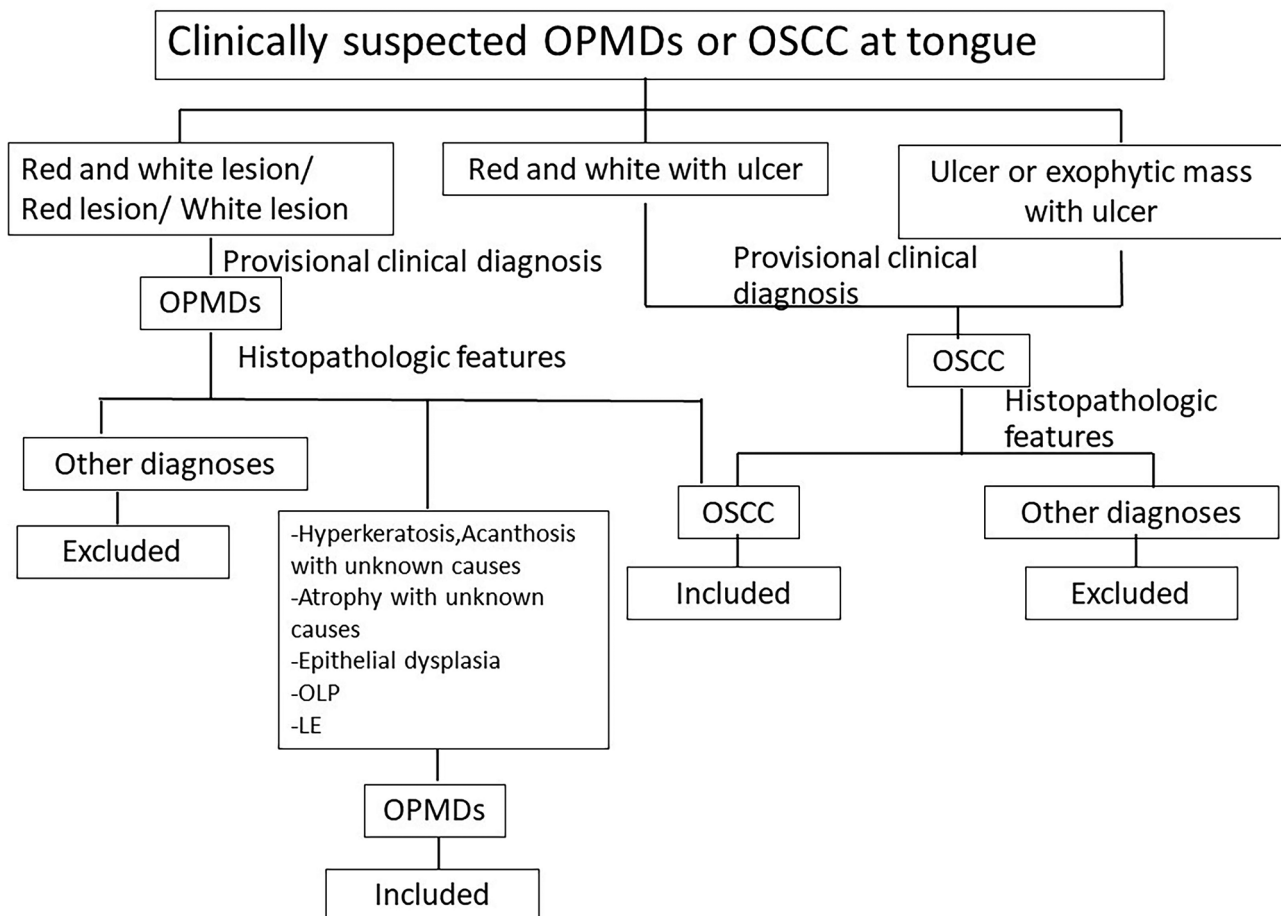 Clinically suspected OPMDs or OSCC at tongue
Red and white lesion/
Red lesion/ White lesion
Red and white with ulcer
Ulcer or exophytic mass
with ulcer
Provisional clinical diagnosis
Provisional clinical
diagnosis
OPMDs
OSCC
Histopathologic features
Histopathologic
features
Other diagnoses
Excluded
-Hyperkeratosis,Acanthosis
with unknown causes
-Atrophy with unknown
causes
-Epithelial dysplasia
-OLP
-LE
OPMDs
Included
OSCC
Included
Other diagnoses
Excluded